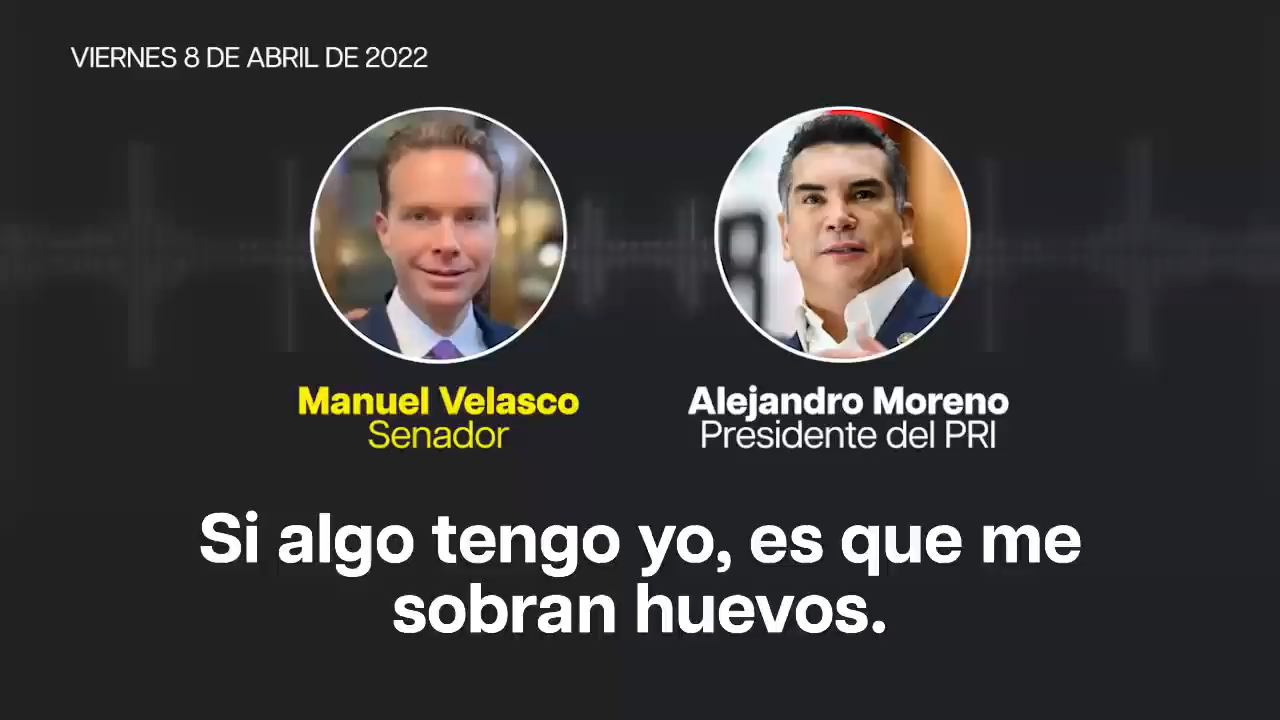 VIERNES 8 DE ABRIL DE 2022
Manuel Velasco
Senador
Alejandro Moreno
Presidente del PRI
Si algo tengo yo, es que me
sobran huevos.